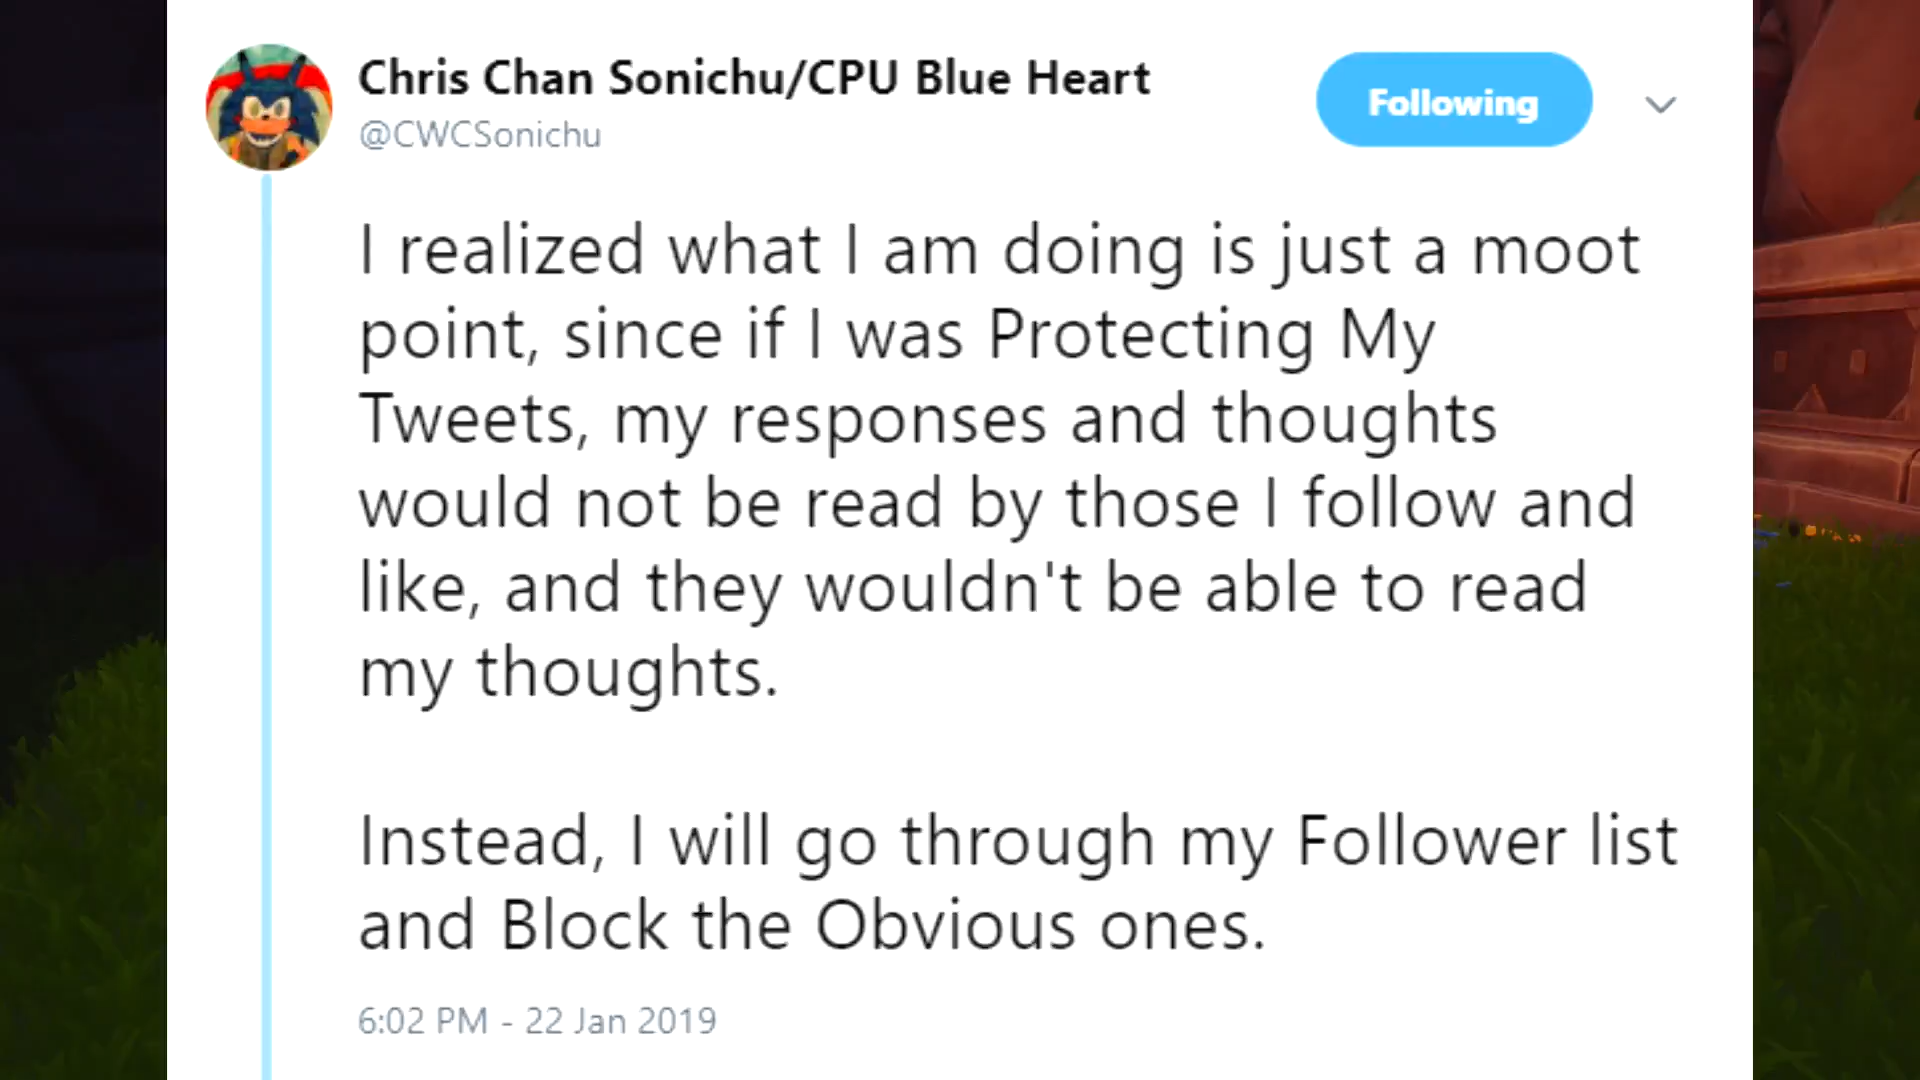 Chris Chan Sonichu/CPU Blue Heart
@CWCSonichu
Following
I realized what I am doing is just a moot
point, since if I was Protecting My
Tweets, my responses and thoughts
would not be read by those I follow and
like, and they wouldn't be able to read
my thoughts.
Instead, I will go through my Follower list
and Block the Obvious ones.
6:02 PM - 22 Jan 2019